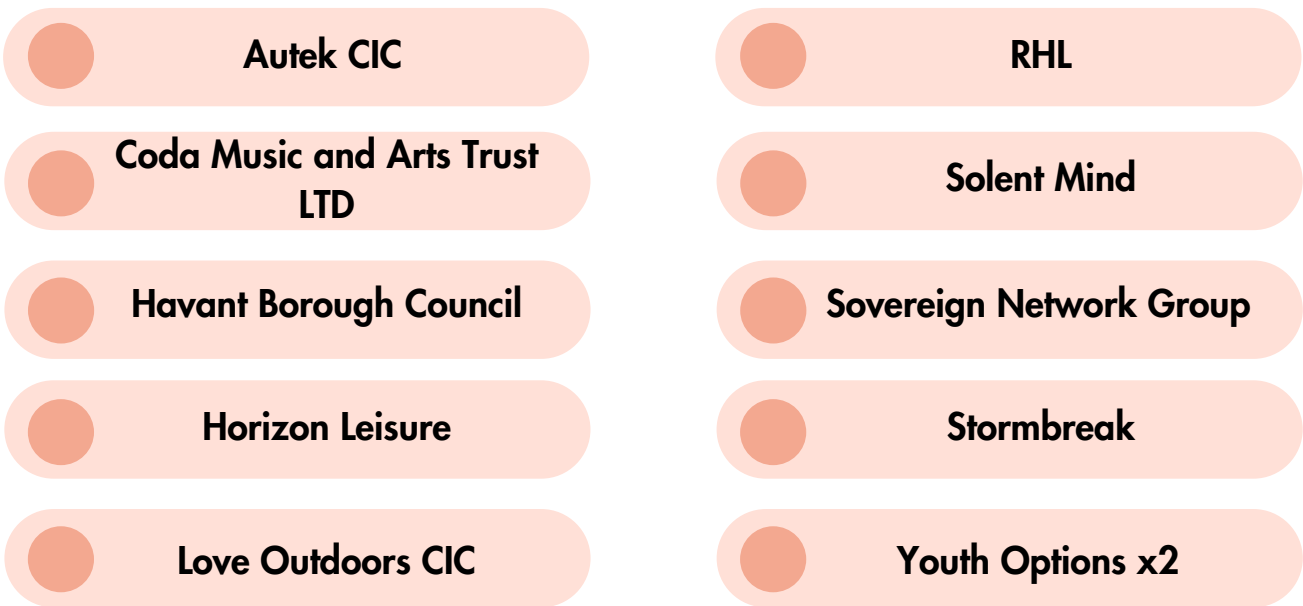 Autek CIC
Coda Music and Arts Trust
LTD
Havant Borough Council
Horizon Leisure
Love Outdoors CIC
RHL
Solent Mind
Sovereign Network Group
Stormbreak
Youth Options x2